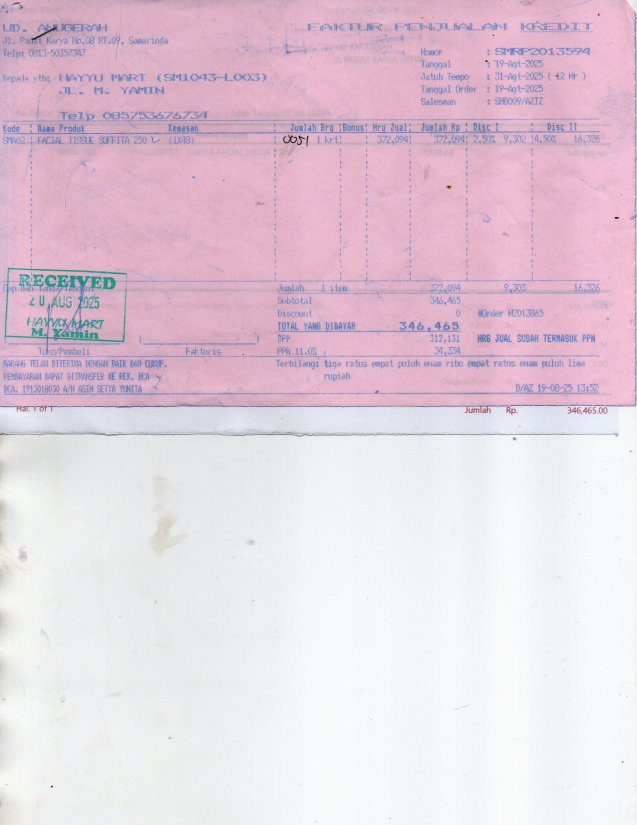 UD. ANUGERAH
FAKTUR PENJUALAN KREDIT
Jl. Padat Karya No.08 RT.09, Samarinda
Telp: 0813-50357347
Nomor : SMRP2013594
Tanggal : 19-Agt-2025
Kepada yth: HAYYU MART (SM1043-L003)
Jatuh Tempo : 31-Agt-2025 ( 12 Hr )
JL. M. YAMIN
Tanggal Order : 19-Agt-2025
Salesman : SMD009/AZIZ
Telp 085753676734
Kode Nama Produk Kemasan Jumlah Brg Bonus Hrg Jual Jumlah Rp Disc I Disc II
SMA02 FACIAL TISSUE SUFFITA 250 (1X48) 0051 1 krt 372,094 372,094 2.50% 9,302 4.50% 16,326
RECEIVED
20 AUG 2025
HAYYU MART
M. Yamin
Jumlah 1 item 372,094 9,303 16,326
Subtotal 346,465
Discount 0 NOrder M2013865
TOTAL YANG DIBAYAR 346,465
DPP 312,131 HRG JUAL SUDAH TERMASUK PPN
Toko/Pembeli Fakturis PPN 11.0% 34,334
BARANG TELAH DITERIMA DENGAN BAIK DAN CUKUP.
Terbilang: tiga ratus empat puluh enam ribu empat ratus enam puluh lima
PEMBAYARAN DAPAT DITRANSFER KE REK. BCA
rupiah
BCA: 1913018030 A/N ASIH SETYA YUNITA
D/AZ 19-08-25 13:52
Hal. 1 of 1
Jumlah Rp. 346,465.00